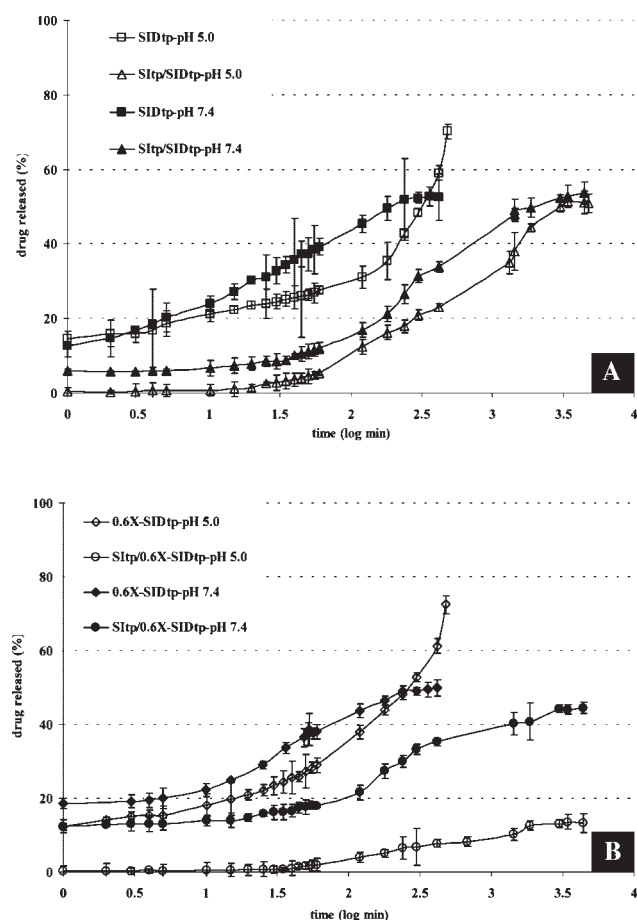 100
80
60
40
20
0
drug released (%)
SIDtp-pH 5.0
SItp/SIDtp-pH 5.0
SIDtp-pH 7.4
SItp/SIDtp-pH 7.4
A
0 0.5 1 1.5 2 2.5 3 3.5 4
time (log min)
100
80
60
40
20
0
drug released (%)
0.6X-SIDtp-pH 5.0
SItp/0.6X-SIDtp-pH 5.0
0.6X-SIDtp-pH 7.4
SItp/0.6X-SIDtp-pH 7.4
B
0 0.5 1 1.5 2 2.5 3 3.5 4
time (log min)